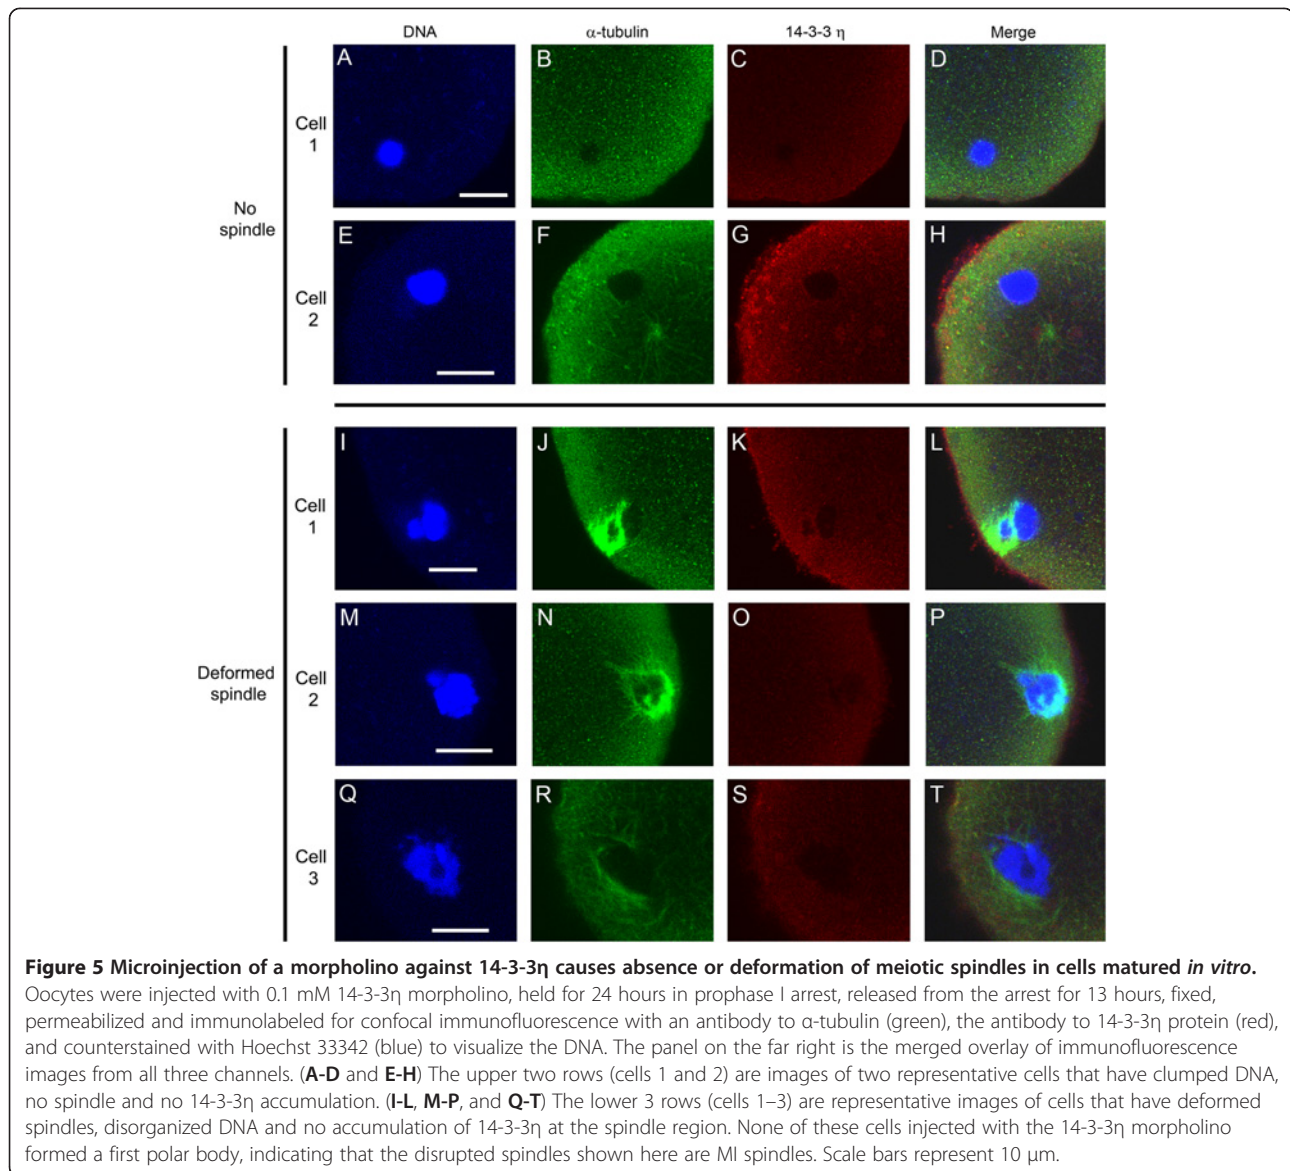 DNA α-tubulin 14-3-3 η Merge
A B C D
Cell
1
No
spindle
E F G H
Cell
2
I J K L
Cell
1
M N O P
Deformed
spindle
Cell
2
Q R S T
Cell
3
Figure 5 Microinjection of a morpholino against 14-3-3η causes absence or deformation of meiotic spindles in cells matured in vitro.
Oocytes were injected with 0.1 mM 14-3-3η morpholino, held for 24 hours in prophase I arrest, released from the arrest for 13 hours, fixed,
permeabilized and immunolabeled for confocal immunofluorescence with an antibody to α-tubulin (green), the antibody to 14-3-3η protein (red),
and counterstained with Hoechst 33342 (blue) to visualize the DNA. The panel on the far right is the merged overlay of immunofluorescence
images from all three channels. (A-D and E-H) The upper two rows (cells 1 and 2) are images of two representative cells that have clumped DNA,
no spindle and no 14-3-3η accumulation. (I-L, M-P, and Q-T) The lower 3 rows (cells 1–3) are representative images of cells that have deformed
spindles, disorganized DNA and no accumulation of 14-3-3η at the spindle region. None of these cells injected with the 14-3-3η morpholino
formed a first polar body, indicating that the disrupted spindles shown here are MI spindles. Scale bars represent 10 μm.